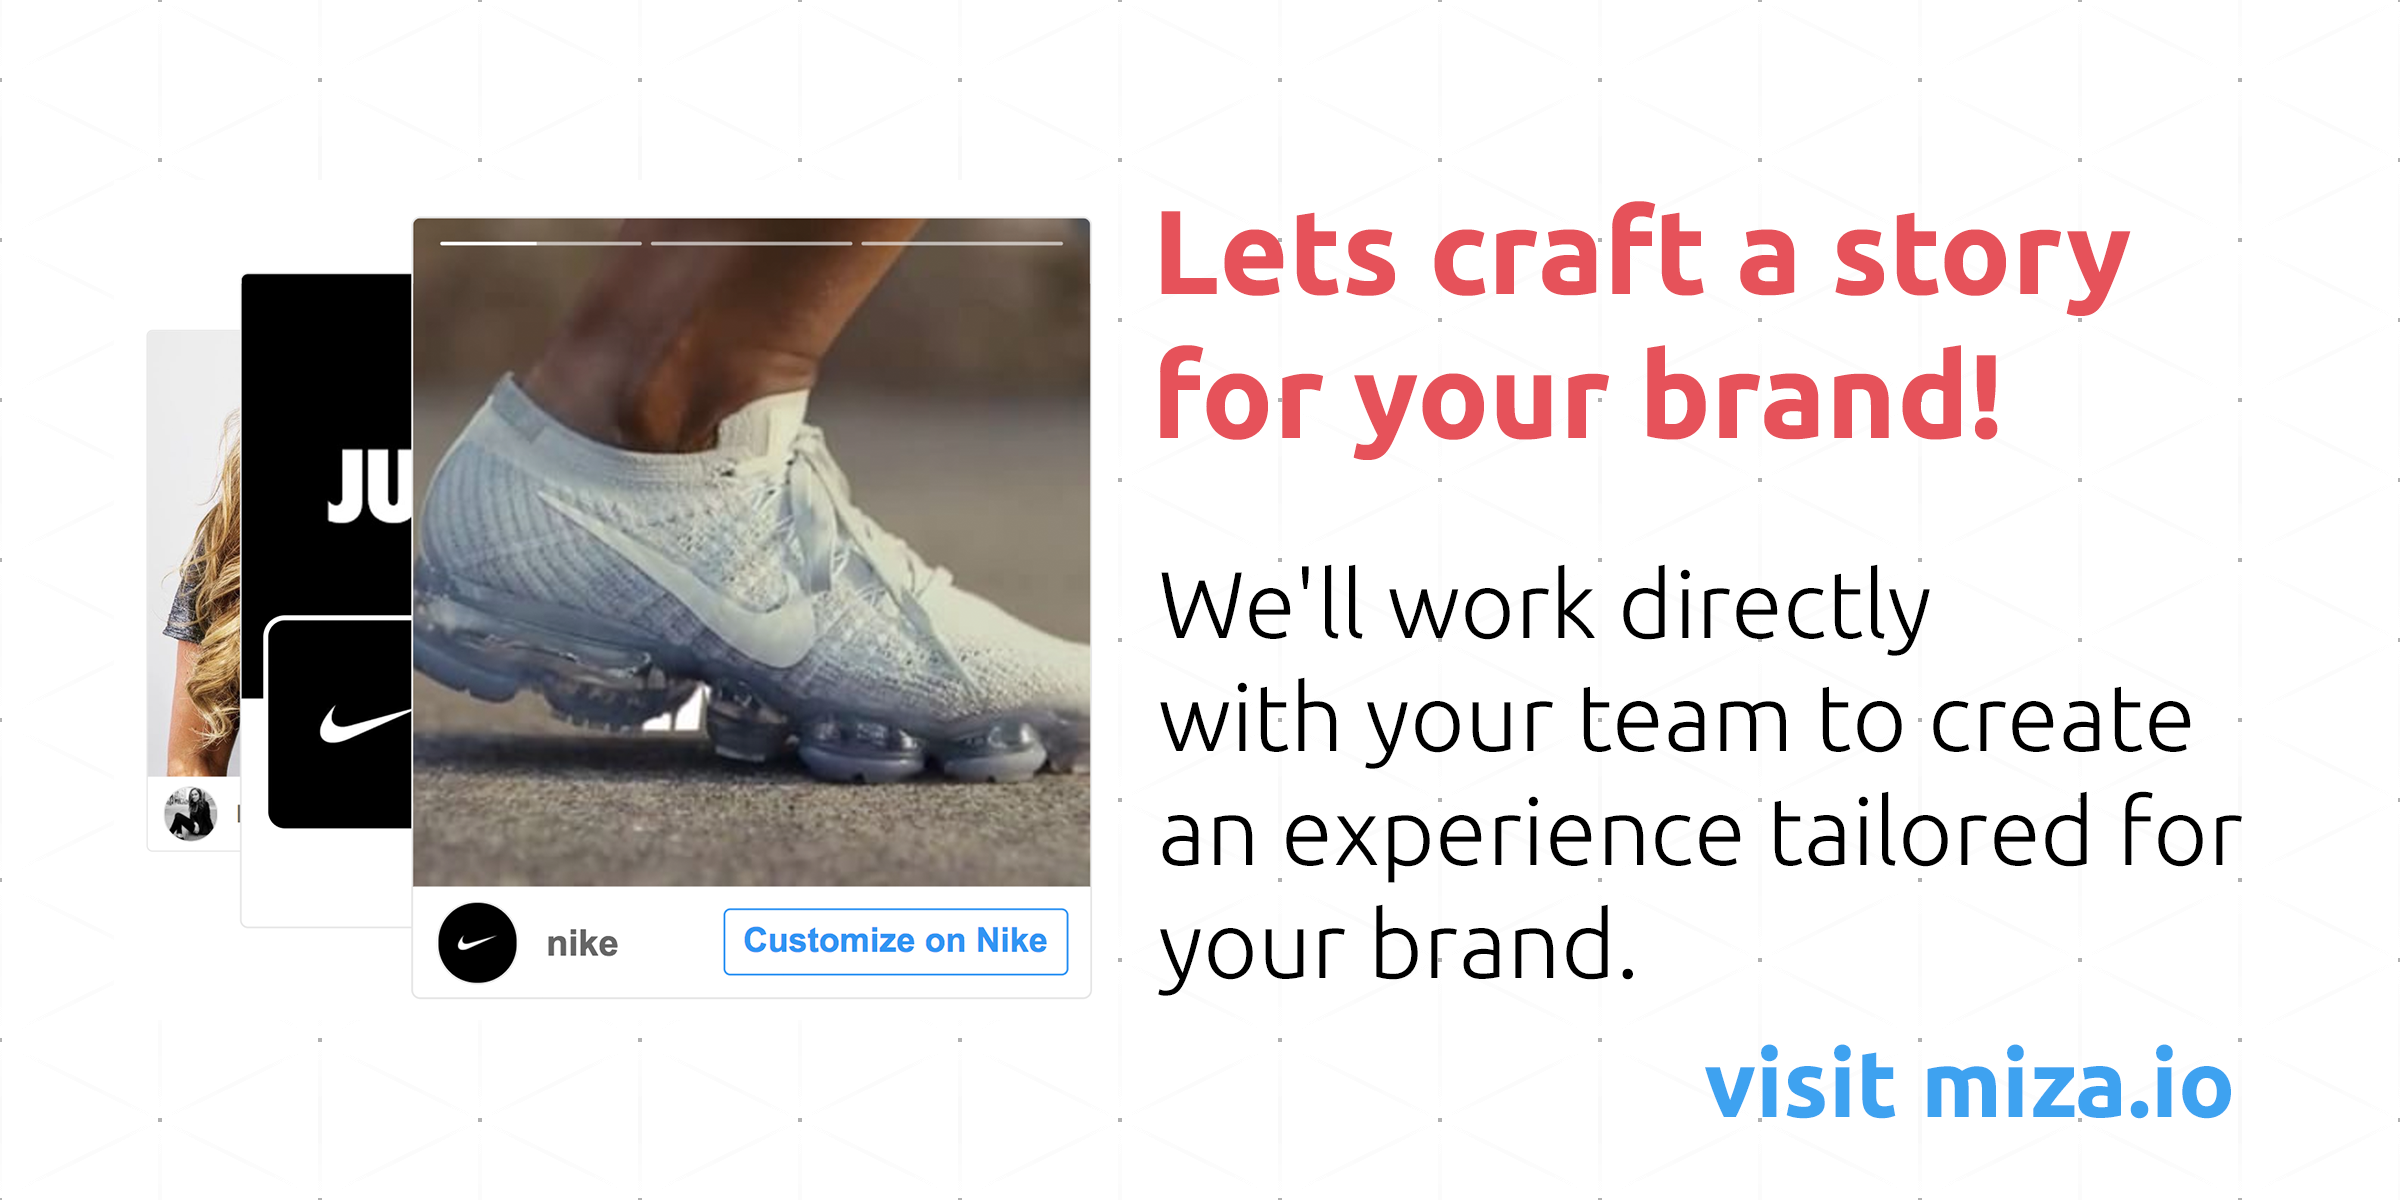 Lets craft a story
for your brand!
We'll work directly
with your team to create
an experience tailored for
your brand.
visit miza.io
JU
nike
Customize on Nike